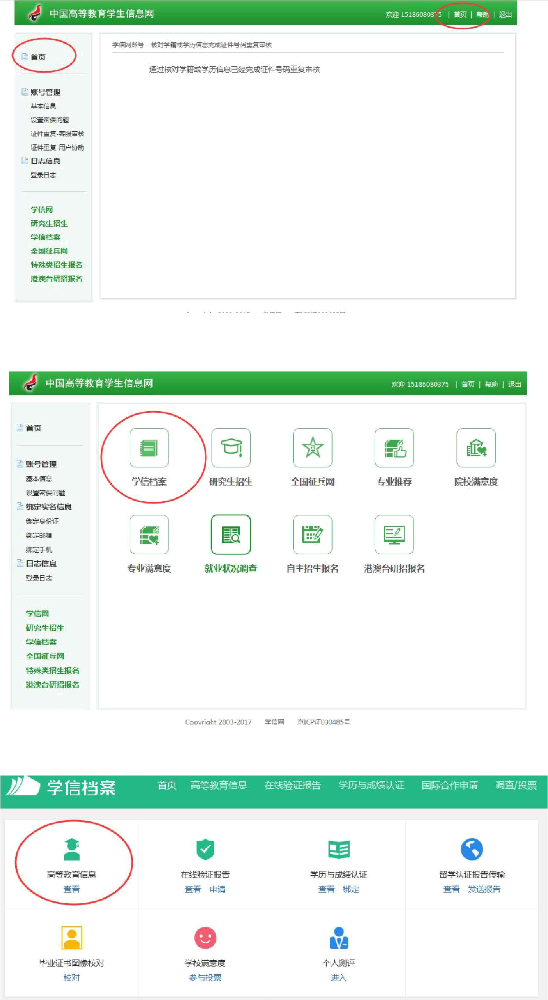 中国高等教育学生信息网
欢迎 15186080375 | 首页 | 帮助 | 退出
首页
账号管理
基本信息
设置密保问题
证件重复-客服审核
证件重复-用户协助
日志信息
登录日志
学信网
研究生招生
学信档案
全国征兵网
特殊类招生报名
港澳台研招报名
学信网账号 - 核对学籍或学历信息完成证件号码重复审核
通过核对学籍或学历信息已经完成证件号码重复审核
中国高等教育学生信息网
欢迎 15186080375 | 首页 | 帮助 | 退出
首页
账号管理
基本信息
设置密保问题
绑定实名信息
绑定身份证
绑定邮箱
绑定手机
日志信息
登录日志
学信网
研究生招生
学信档案
全国征兵网
特殊类招生报名
港澳台研招报名
学信档案 研究生招生 全国征兵网 专业推荐 院校满意度
专业满意度 就业状况调查 自主招生报名 港澳台研招报名
Copyright 2003-2017 学信网 京ICP证030485号
学信档案 首页 高等教育信息 在线验证报告 学历与成绩认证 国际合作申请 调查/投票
高等教育信息 在线验证报告 学历与成绩认证 留学认证报告传输
查看 查看 申请 查看 绑定 查看 发送报告
毕业证书图像校对 学校满意度 个人测评
校对 参与投票 进入